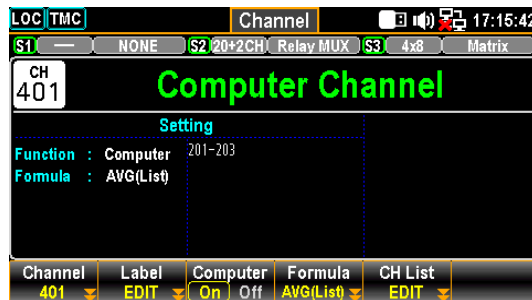 LOC TMC Channel 17:15:42
S1 — NONE S2 20+2CH Relay MUX S3 4x8 Matrix
CH
401
Computer Channel
Setting
Function : Computer 201-203
Formula : AVG(List)
Channel Label Computer Formula CH List
401 EDIT On Off AVG(List) EDIT